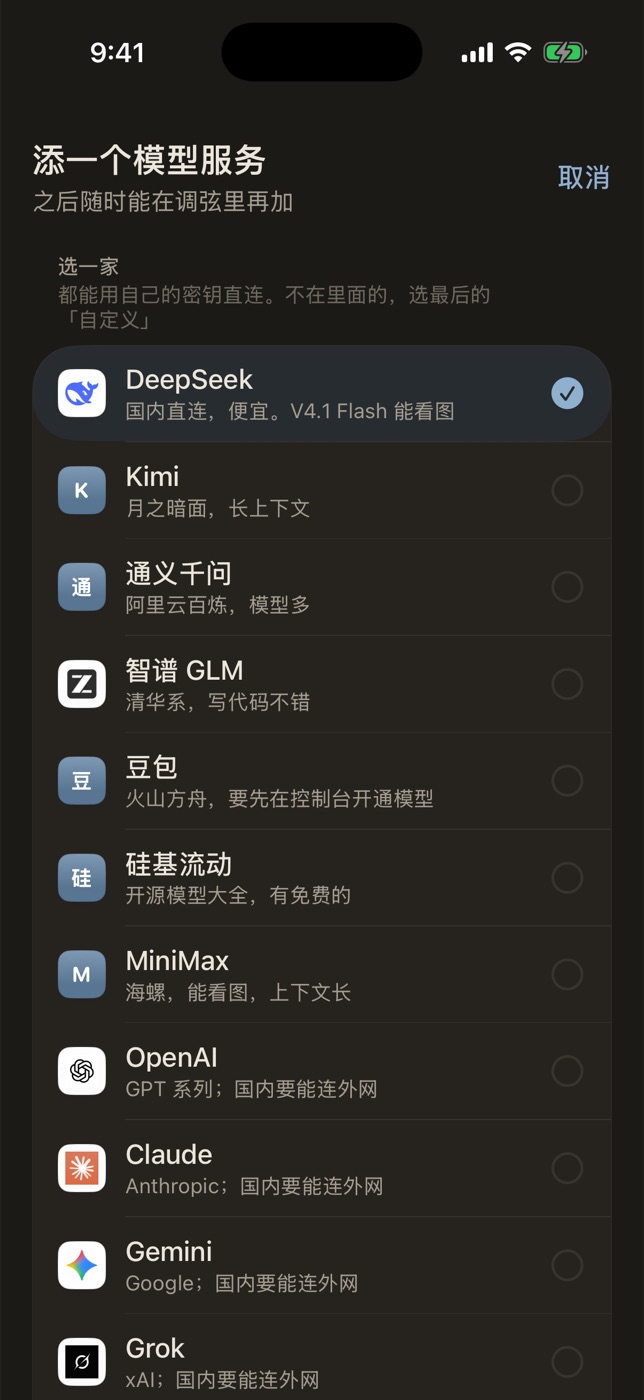 9:41
添一个模型服务
取消
之后随时能在调弦里再加
选一家
都能用自己的密钥直连。不在里面的，选最后的
「自定义」
DeepSeek
国内直连，便宜。V4.1 Flash 能看图
K
Kimi
月之暗面，长上下文
通
通义千问
阿里云百炼，模型多
智谱 GLM
清华系，写代码不错
豆
豆包
火山方舟，要先在控制台开通模型
硅
硅基流动
开源模型大全，有免费的
M
MiniMax
海螺，能看图，上下文长
OpenAI
GPT 系列；国内要能连外网
Claude
Anthropic；国内要能连外网
Gemini
Google；国内要能连外网
Grok
xAI；国内要能连外网